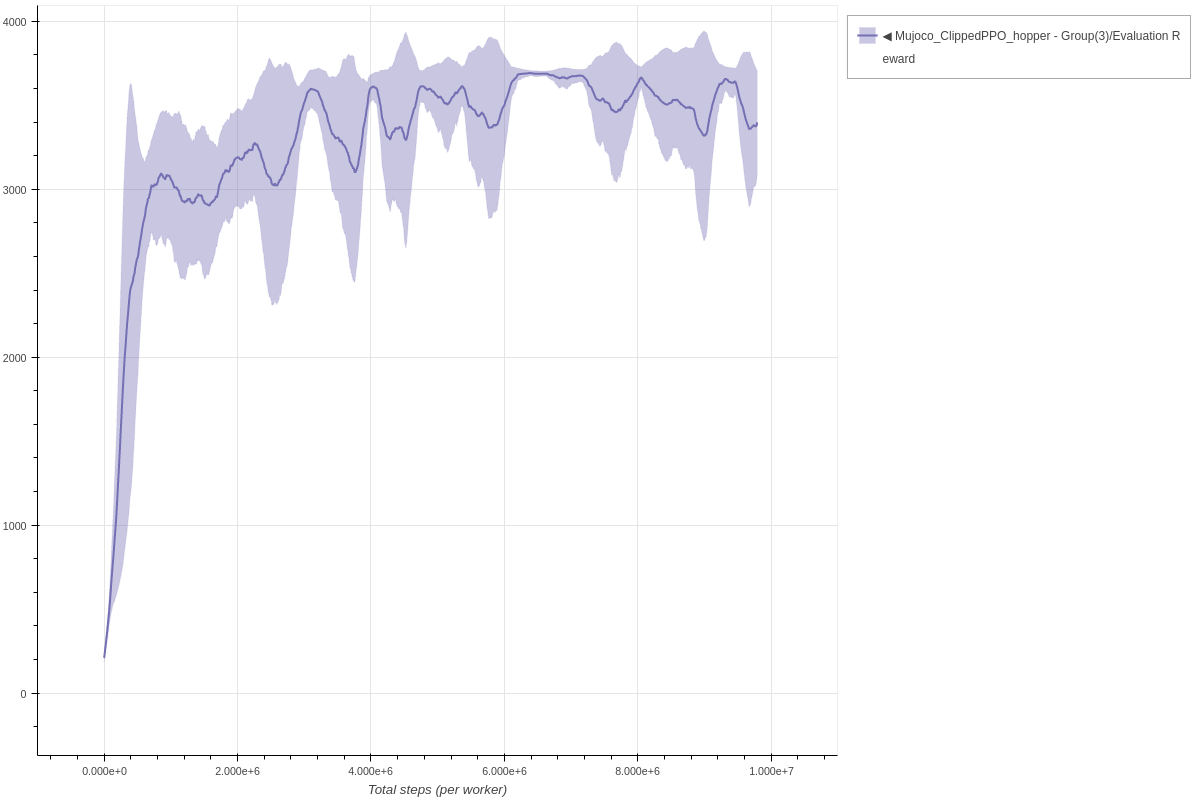 4000
3000
2000
1000
0
0.000e+0 2.000e+6 4.000e+6 6.000e+6 8.000e+6 1.000e+7
Total steps (per worker)
◀ Mujoco_ClippedPPO_hopper - Group(3)/Evaluation R
eward